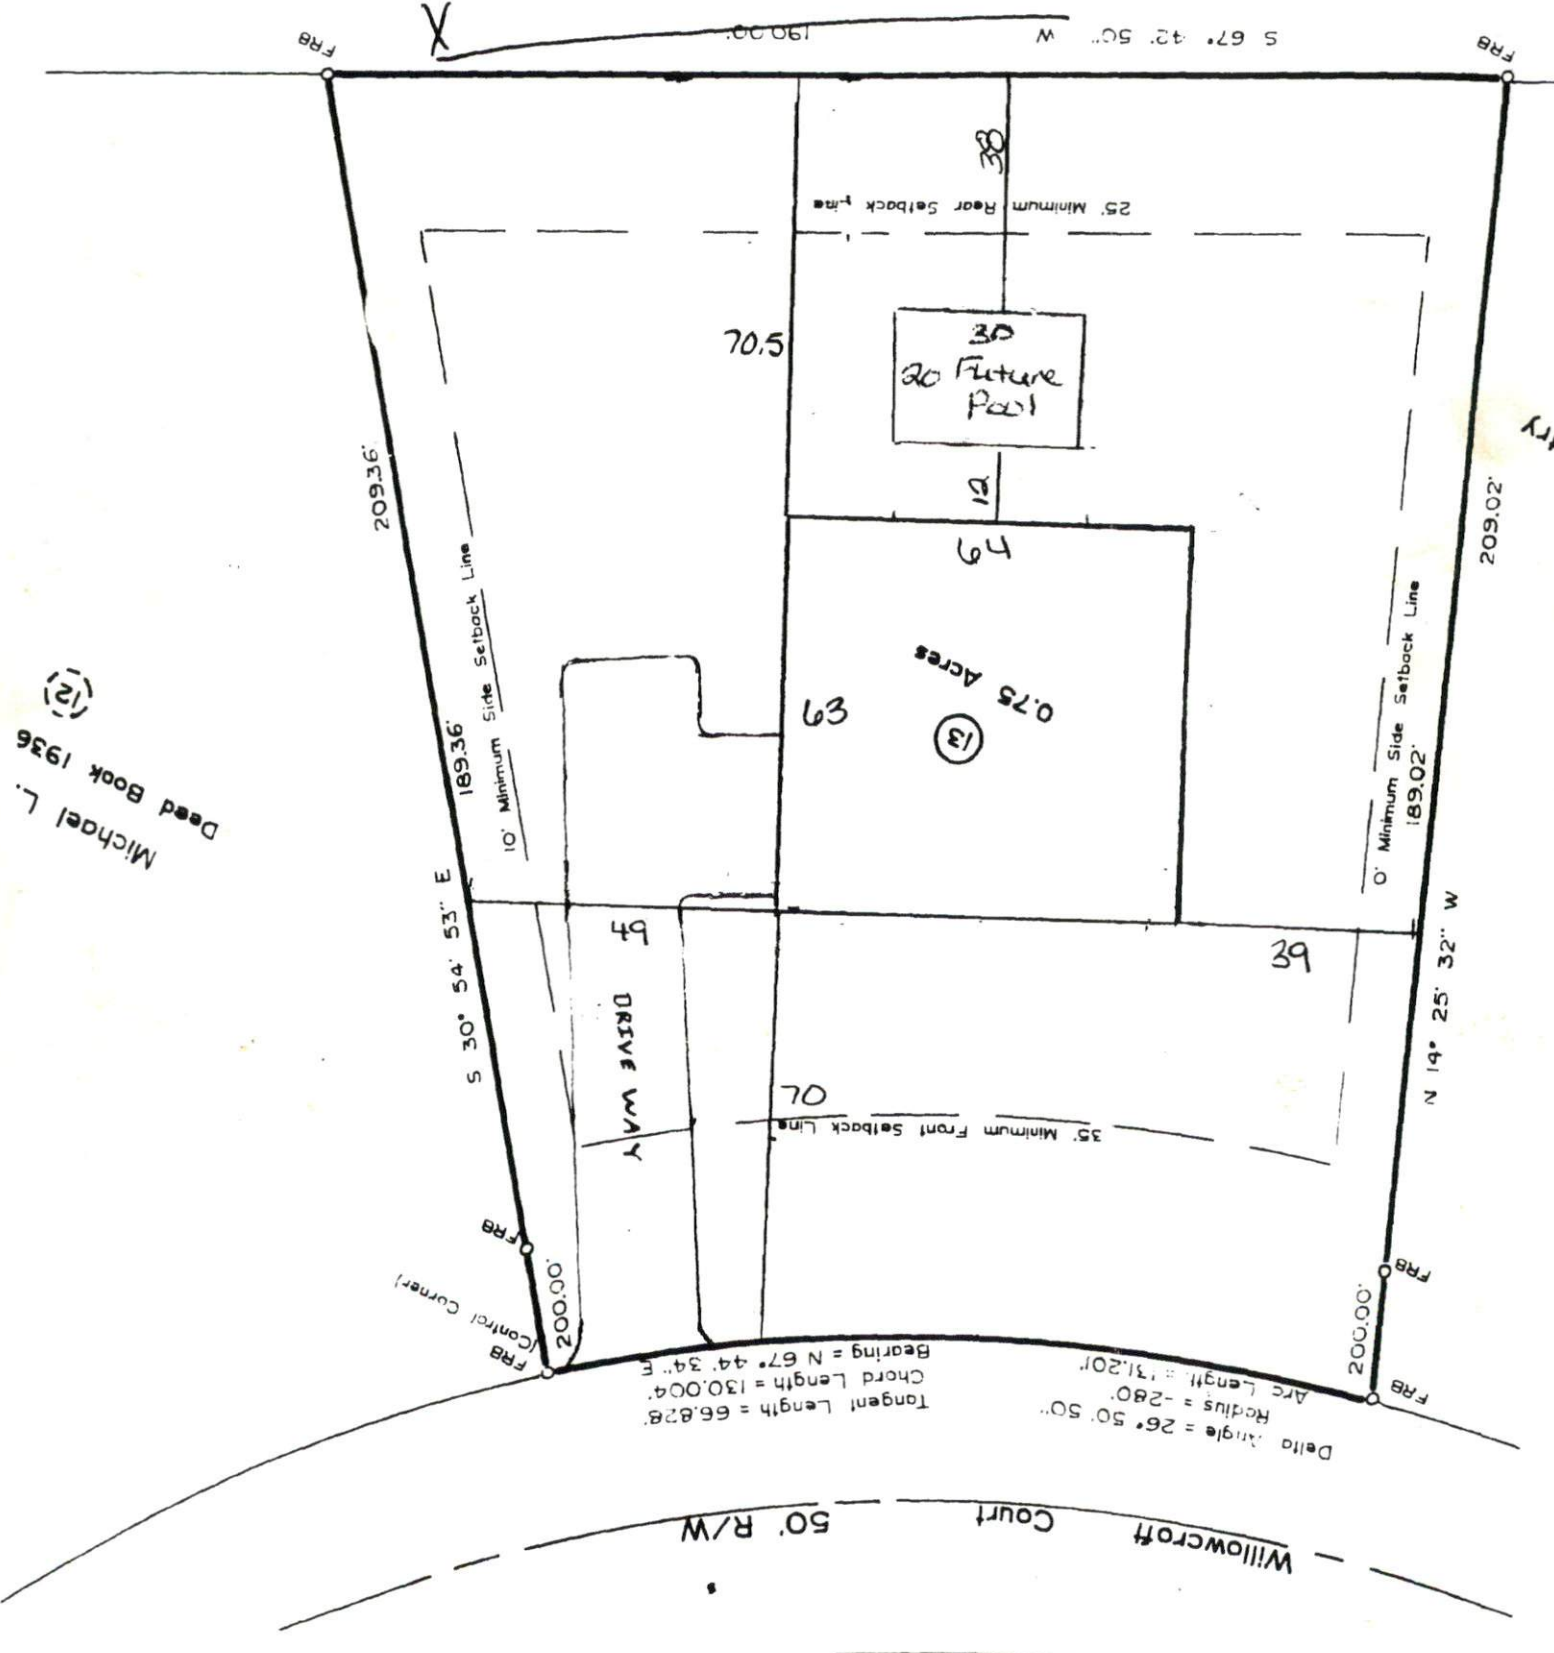 X
FRB
190.00'
S 67° 42' 50" W
FRB
38
25' Minimum Rear Setback Line
70.5
30
20 Future
Pool
12
64
209.36'
209.02'
10' Minimum Side Setback Line
0' Minimum Side Setback Line
63
0.75 Acres
13
(12)
Michael L.
Deed Book 1936
189.36'
189.02'
49
39
S 30° 54' 53" E
N 14° 25' 32" W
DRIVE WAY
70
35' Minimum Front Setback Line
FRB
FRB
200.00'
200.00'
(Control Corner)
FRB
FRB
Delta Angle = 26° 50' 50"
Radius = -280'
Arc Length = 131.201'
Tangent Length = 66.828'
Chord Length = 130.004'
Bearing = N 67° 44' 34" E
Willowcroft Court 50' R/W